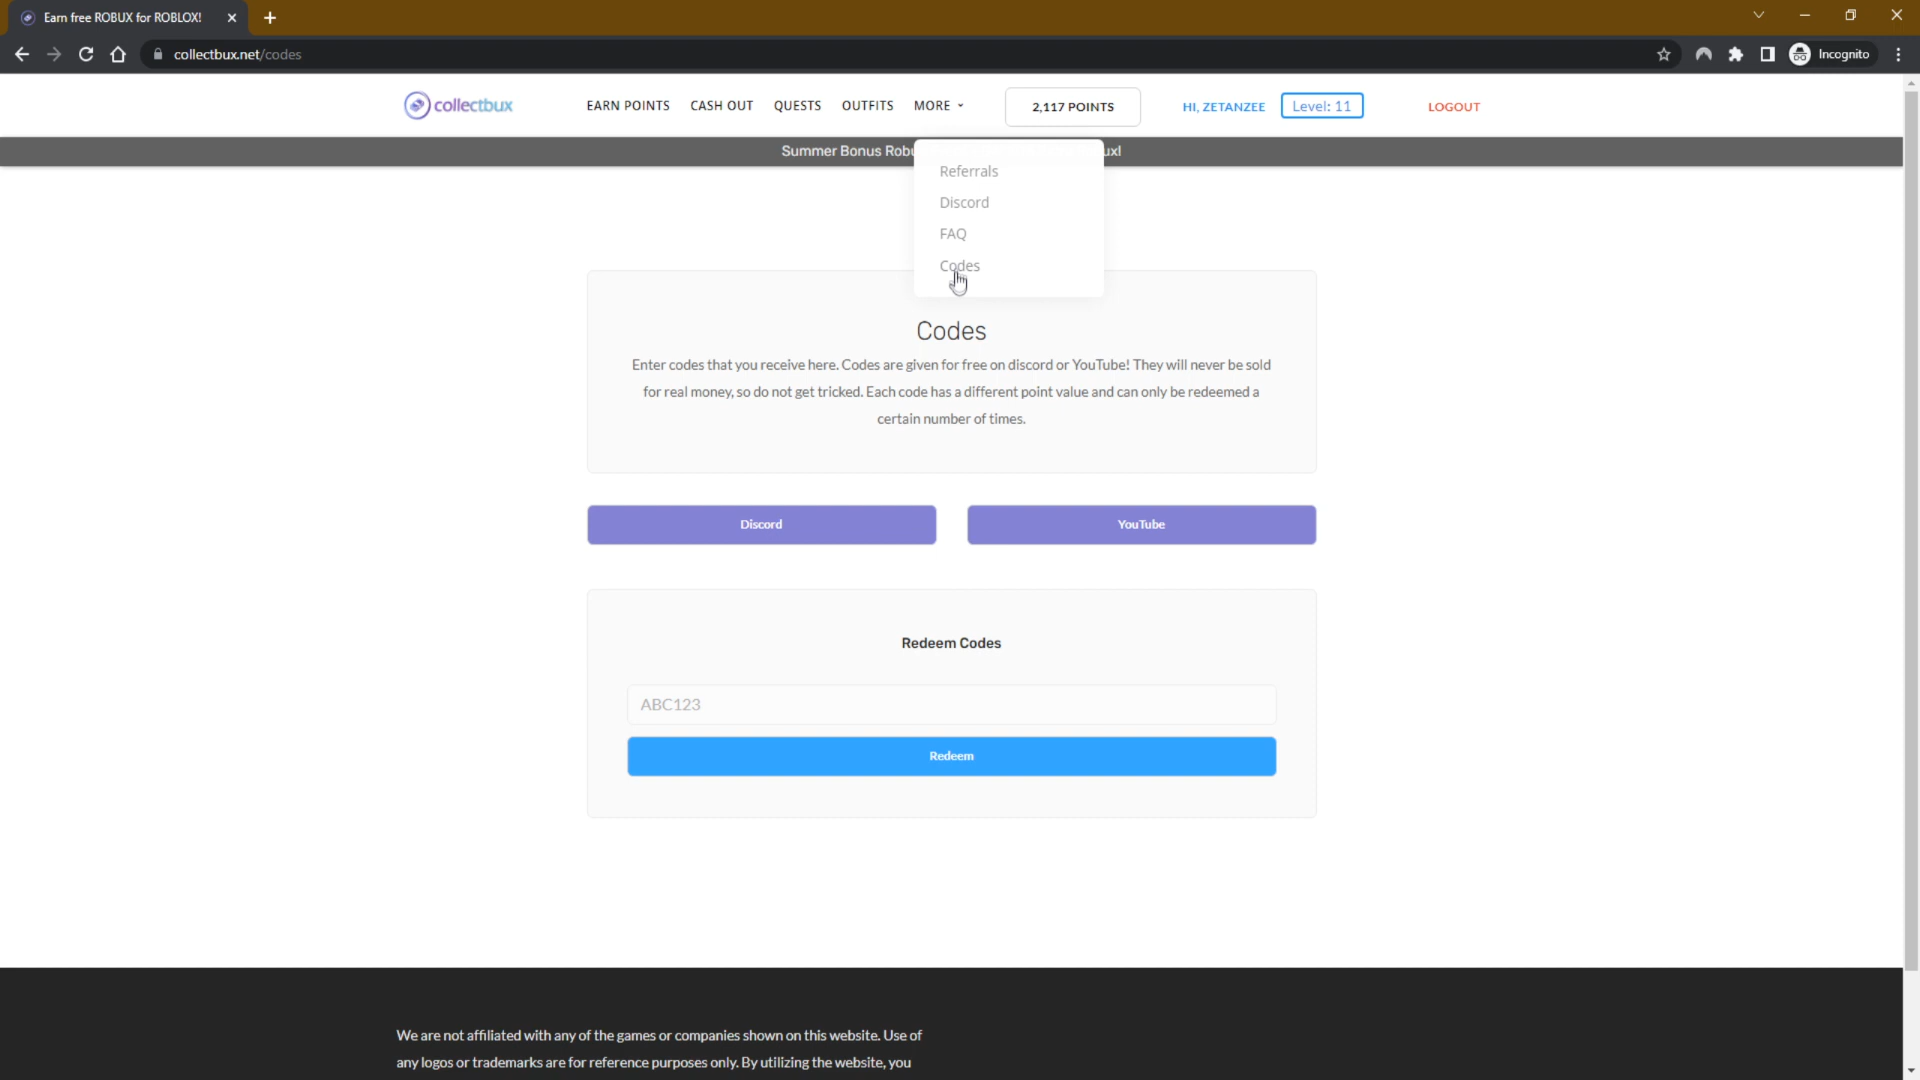 Earn free ROBUX for ROBLOX!
collectbux.net/codes
Incognito
collectbux
EARN POINTS
CASH OUT
QUESTS
OUTFITS
MORE
2,117 POINTS
HI, ZETANZEE
Level: 11
LOGOUT
Summer Bonus
Referrals
Discord
FAQ
Codes
Codes
Enter codes that you receive here. Codes are given for free on discord or YouTube! They will never be sold
for real money, so do not get tricked. Each code has a different point value and can only be redeemed a
certain number of times.
Discord
YouTube
Redeem Codes
ABC123
Redeem
We are not affiliated with any of the games or companies shown on this website. Use of
any logos or trademarks are for reference purposes only. By utilizing the website, you